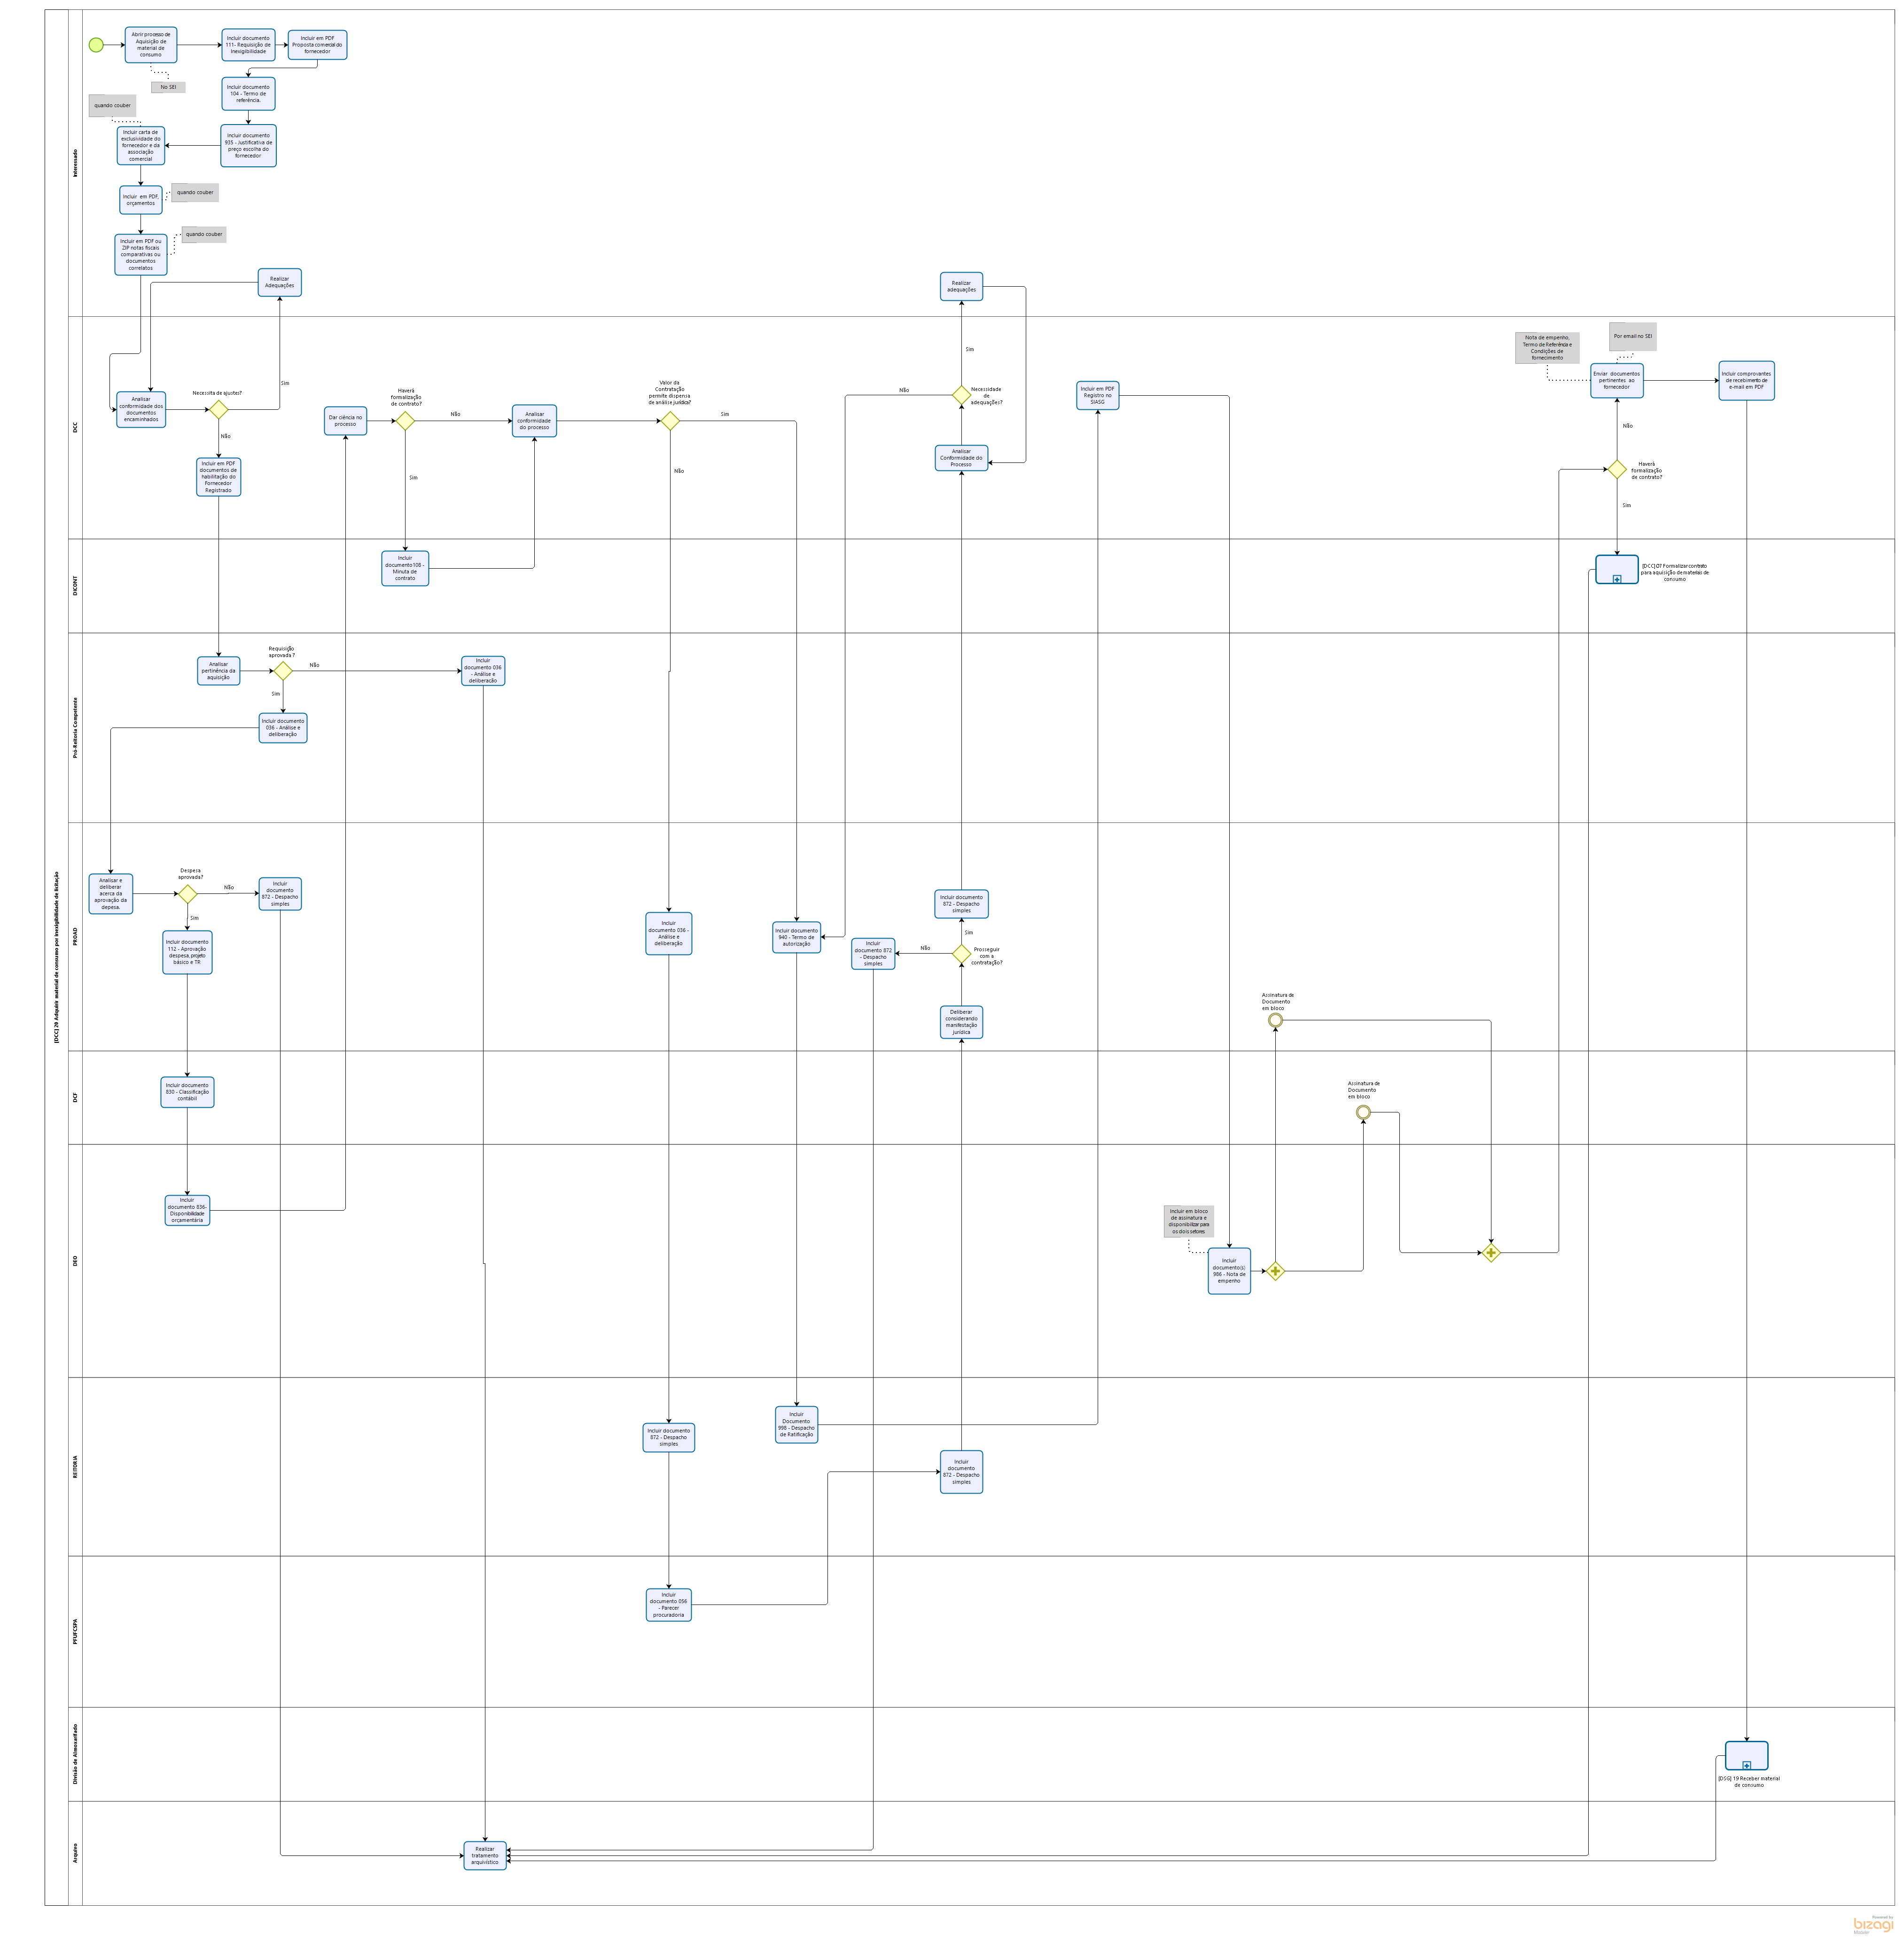 [DCC] 28 Adquirir material de consumo por Inexigibilidade de licitação
Interessado
Abrir processo de
Aquisição de
material de
consumo
No SEI
Incluir documento
111- Requisição de
Inexigibilidade
Incluir em PDF
Proposta comercial do
fornecedor
Incluir documento
104 - Termo de
referência.
Incluir documento
935 - Justificativa de
preço escolha do
fornecedor
quando couber
Incluir carta de
exclusividade do
fornecedor e da
associação
comercial
Incluir em PDF,
orçamentos
quando couber
Incluir em PDF ou
ZIP notas fiscais
comparativas ou
documentos
correlatos
quando couber
Realizar
Adequações
Realizar
adequações
DCC
Analisar
conformidade dos
documentos
encaminhados
Necessita de ajustes?
Sim
Não
Incluir em PDF
documentos de
habilitação do
Fornecedor
Registrado
Dar ciência no
processo
Haverá
formalização
de contrato?
Não
Sim
Analisar
conformidade
do processo
Valor da
Contratação
permite dispensa
de análise jurídica?
Sim
Não
Não
Sim
Necessidade
de
adequações?
Analisar
Conformidade do
Processo
Incluir em PDF
Registro no
SIASG
Nota de empenho,
Termo de Referência e
Condições de
fornecimento
Por email no SEI
Enviar documentos
pertinentes ao
fornecedor
Incluir comprovantes
de recebimento de
e-mail em PDF
Não
Haverá
formalização
de contrato?
Sim
DICONT
Incluir
documento108 -
Minuta de
contrato
[DCC] 07 Formalizar contrato
para aquisição de materias de
consumo
Pró-Reitoria Competente
Analisar
pertinência da
aquisição
Requisição
aprovada ?
Não
Sim
Incluir
documento 036
- Análise e
deliberacão
Incluir documento
036 - Análise e
deliberação
PROAD
Analisar e
deliberar
acerca da
aprovação da
depesa.
Despesa
aprovada?
Não
Sim
Incluir
documento
872 - Despacho
simples
Incluir documento
112 - Aprovação
despesa, projeto
básico e TR
Incluir
documento 036 -
Análise e
deliberação
Incluir documento
940 - Termo de
autorização
Incluir
documento 872
- Despacho
simples
Não
Incluir documento
872 - Despacho
simples
Sim
Prosseguir
com e
contratação?
Deliberar
considerando
manifestação
jurídica
Assinatura de
Documento
em bloco
DCF
Incluir documento
830 - Classificação
contábil
Assinatura de
Documento
em bloco
DEO
Incluir
documento 836-
Disponibilidade
orçamentária
Incluir em bloco
de assinatura e
disponibilizar para
os dois setores
Incluir
documento(s)
986 - Nota de
empenho
REITORIA
Incluir documento
872 - Despacho
simples
Incluir
Documento
998 - Despacho
de Ratificação
Incluir
documento
872 - Despacho
simples
PF/UFCSPA
Incluir
documento 056
- Parecer
procuradoria
Divisão de Almoxarifado
[DSG] 19 Receber material
de consumo
Arquivo
Realizar
tratamento
arquivístico
Powered by
bizagi
Modeler